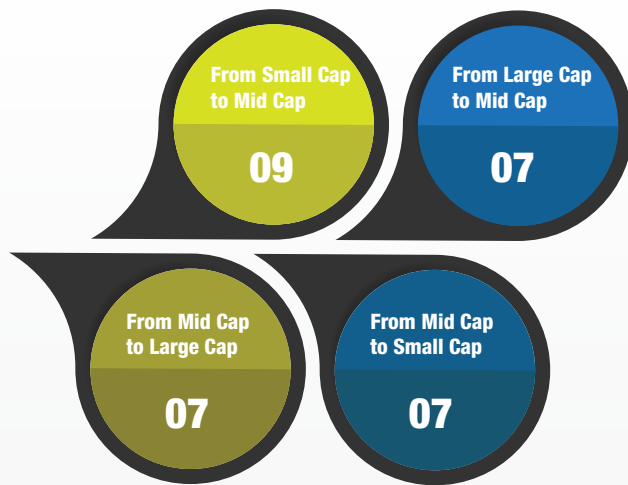 From Small Cap
to Mid Cap
09
From Large Cap
to Mid Cap
07
From Mid Cap
to Large Cap
07
From Mid Cap
to Small Cap
07